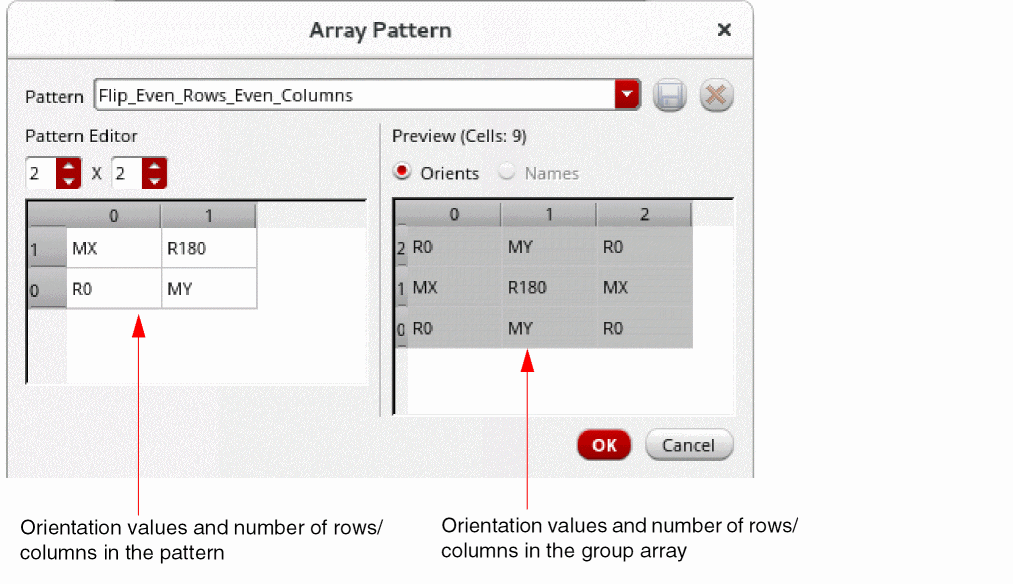 Array Pattern
Pattern Flip_Even_Rows_Even_Columns
Pattern Editor
2 X 2
0 1
1 MX R180
0 R0 MY
Preview (Cells: 9)
Orients Names
0 1 2
2 R0 MY R0
1 MX R180 MX
0 R0 MY R0
OK Cancel
Orientation values and number of rows/
columns in the pattern
Orientation values and number of rows/
columns in the group array